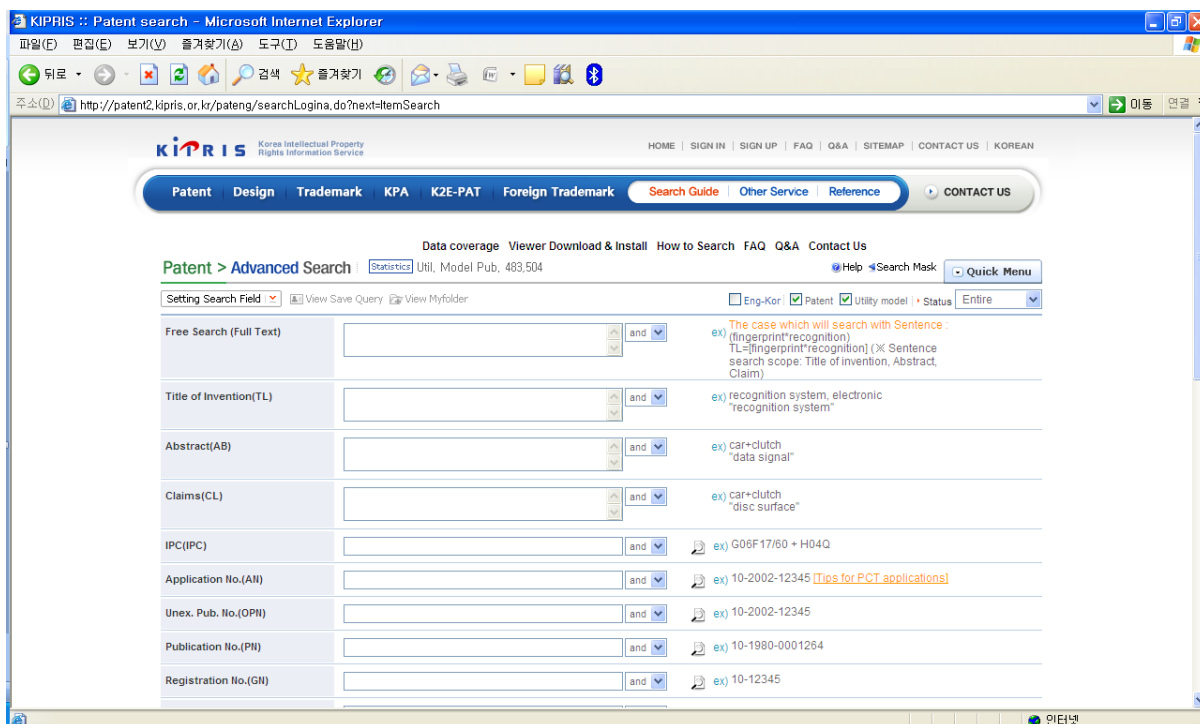 KIPRIS :: Patent search - Microsoft Internet Explorer
파일(F) 편집(E) 보기(V) 즐겨찾기(A) 도구(T) 도움말(H)
뒤로 검색 즐겨찾기
주소(D) http://patent2.kipris.or.kr/pateng/searchLogina.do?next=ItemSearch 이동 연결
KIPRIS Korea Intellectual Property Rights Information Service HOME | SIGN IN | SIGN UP | FAQ | Q&A | SITEMAP | CONTACT US | KOREAN
Patent Design Trademark KPA K2E-PAT Foreign Trademark Search Guide Other Service Reference CONTACT US
Data coverage Viewer Download & Install How to Search FAQ Q&A Contact Us
Patent > Advanced Search Statistics Util, Model Pub, 483,504 Help Search Mask Quick Menu
Setting Search Field View Save Query View Myfolder Eng-Kor Patent Utility model Status Entire
Free Search (Full Text) and ex) The case which will search with Sentence :
(fingerprint*recognition)
TL=[fingerprint*recognition] (※ Sentence
search scope: Title of invention, Abstract,
Claim)
Title of Invention(TL) and ex) recognition system, electronic
"recognition system"
Abstract(AB) and ex) car+clutch
"data signal"
Claims(CL) and ex) car+clutch
"disc surface"
IPC(IPC) and ex) G06F17/60 + H04Q
Application No.(AN) and ex) 10-2002-12345 [Tips for PCT applications]
Unex. Pub. No.(OPN) and ex) 10-2002-12345
Publication No.(PN) and ex) 10-1980-0001264
Registration No.(GN) and ex) 10-12345
인터넷